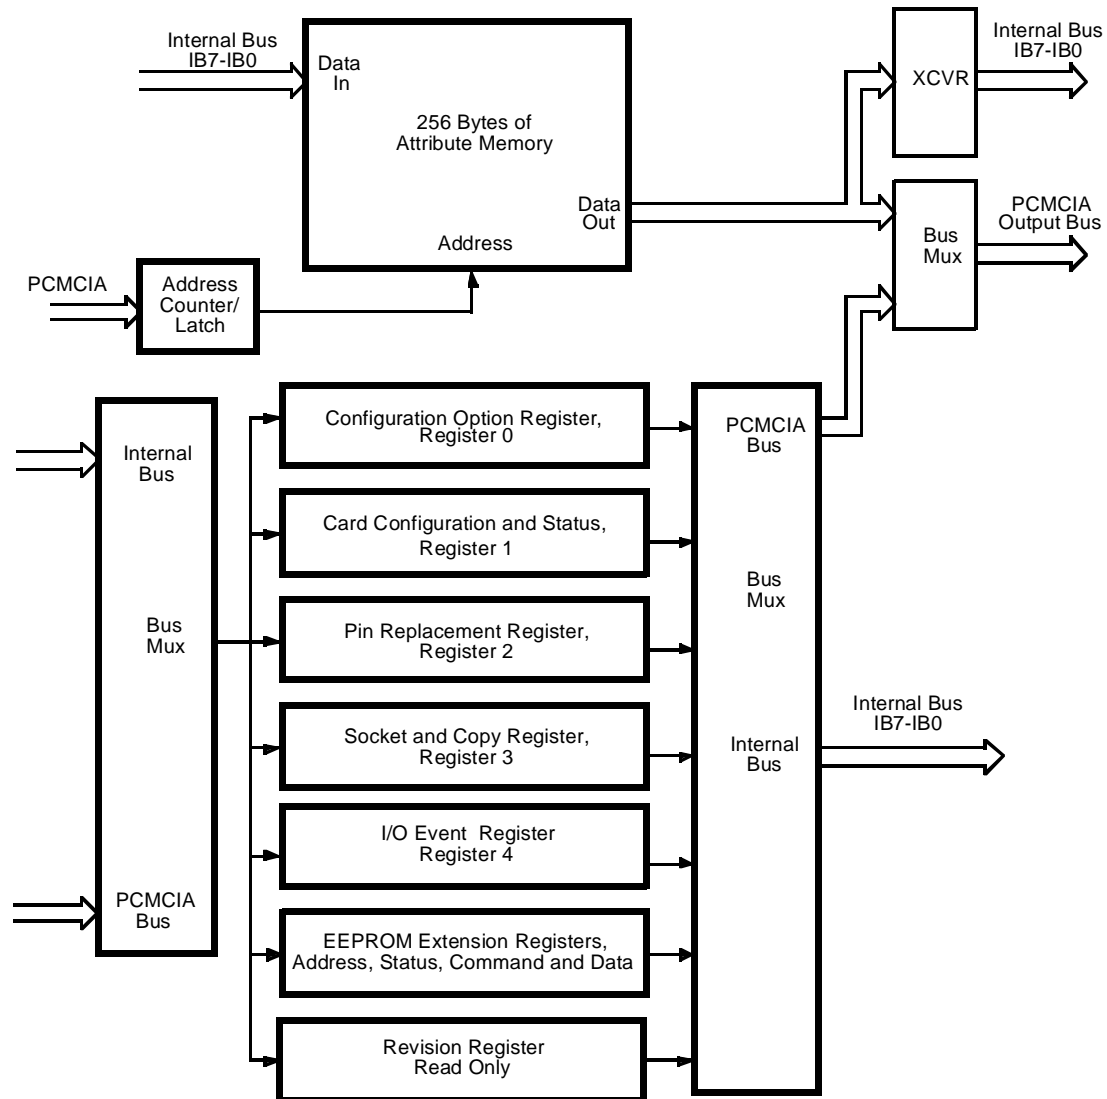 Internal Bus
IB7-IB0
Data
In
256 Bytes of
Attribute Memory
Data
Out
Address
XCVR
Internal Bus
IB7-IB0
Bus
Mux
PCMCIA
Output Bus
PCMCIA
Address
Counter/
Latch
Internal
Bus
Bus
Mux
PCMCIA
Bus
Configuration Option Register,
Register 0
Card Configuration and Status,
Register 1
Pin Replacement Register,
Register 2
Socket and Copy Register,
Register 3
I/O Event Register
Register 4
EEPROM Extension Registers,
Address, Status, Command and Data
Revision Register
Read Only
PCMCIA
Bus
Bus
Mux
Internal
Bus
Internal Bus
IB7-IB0